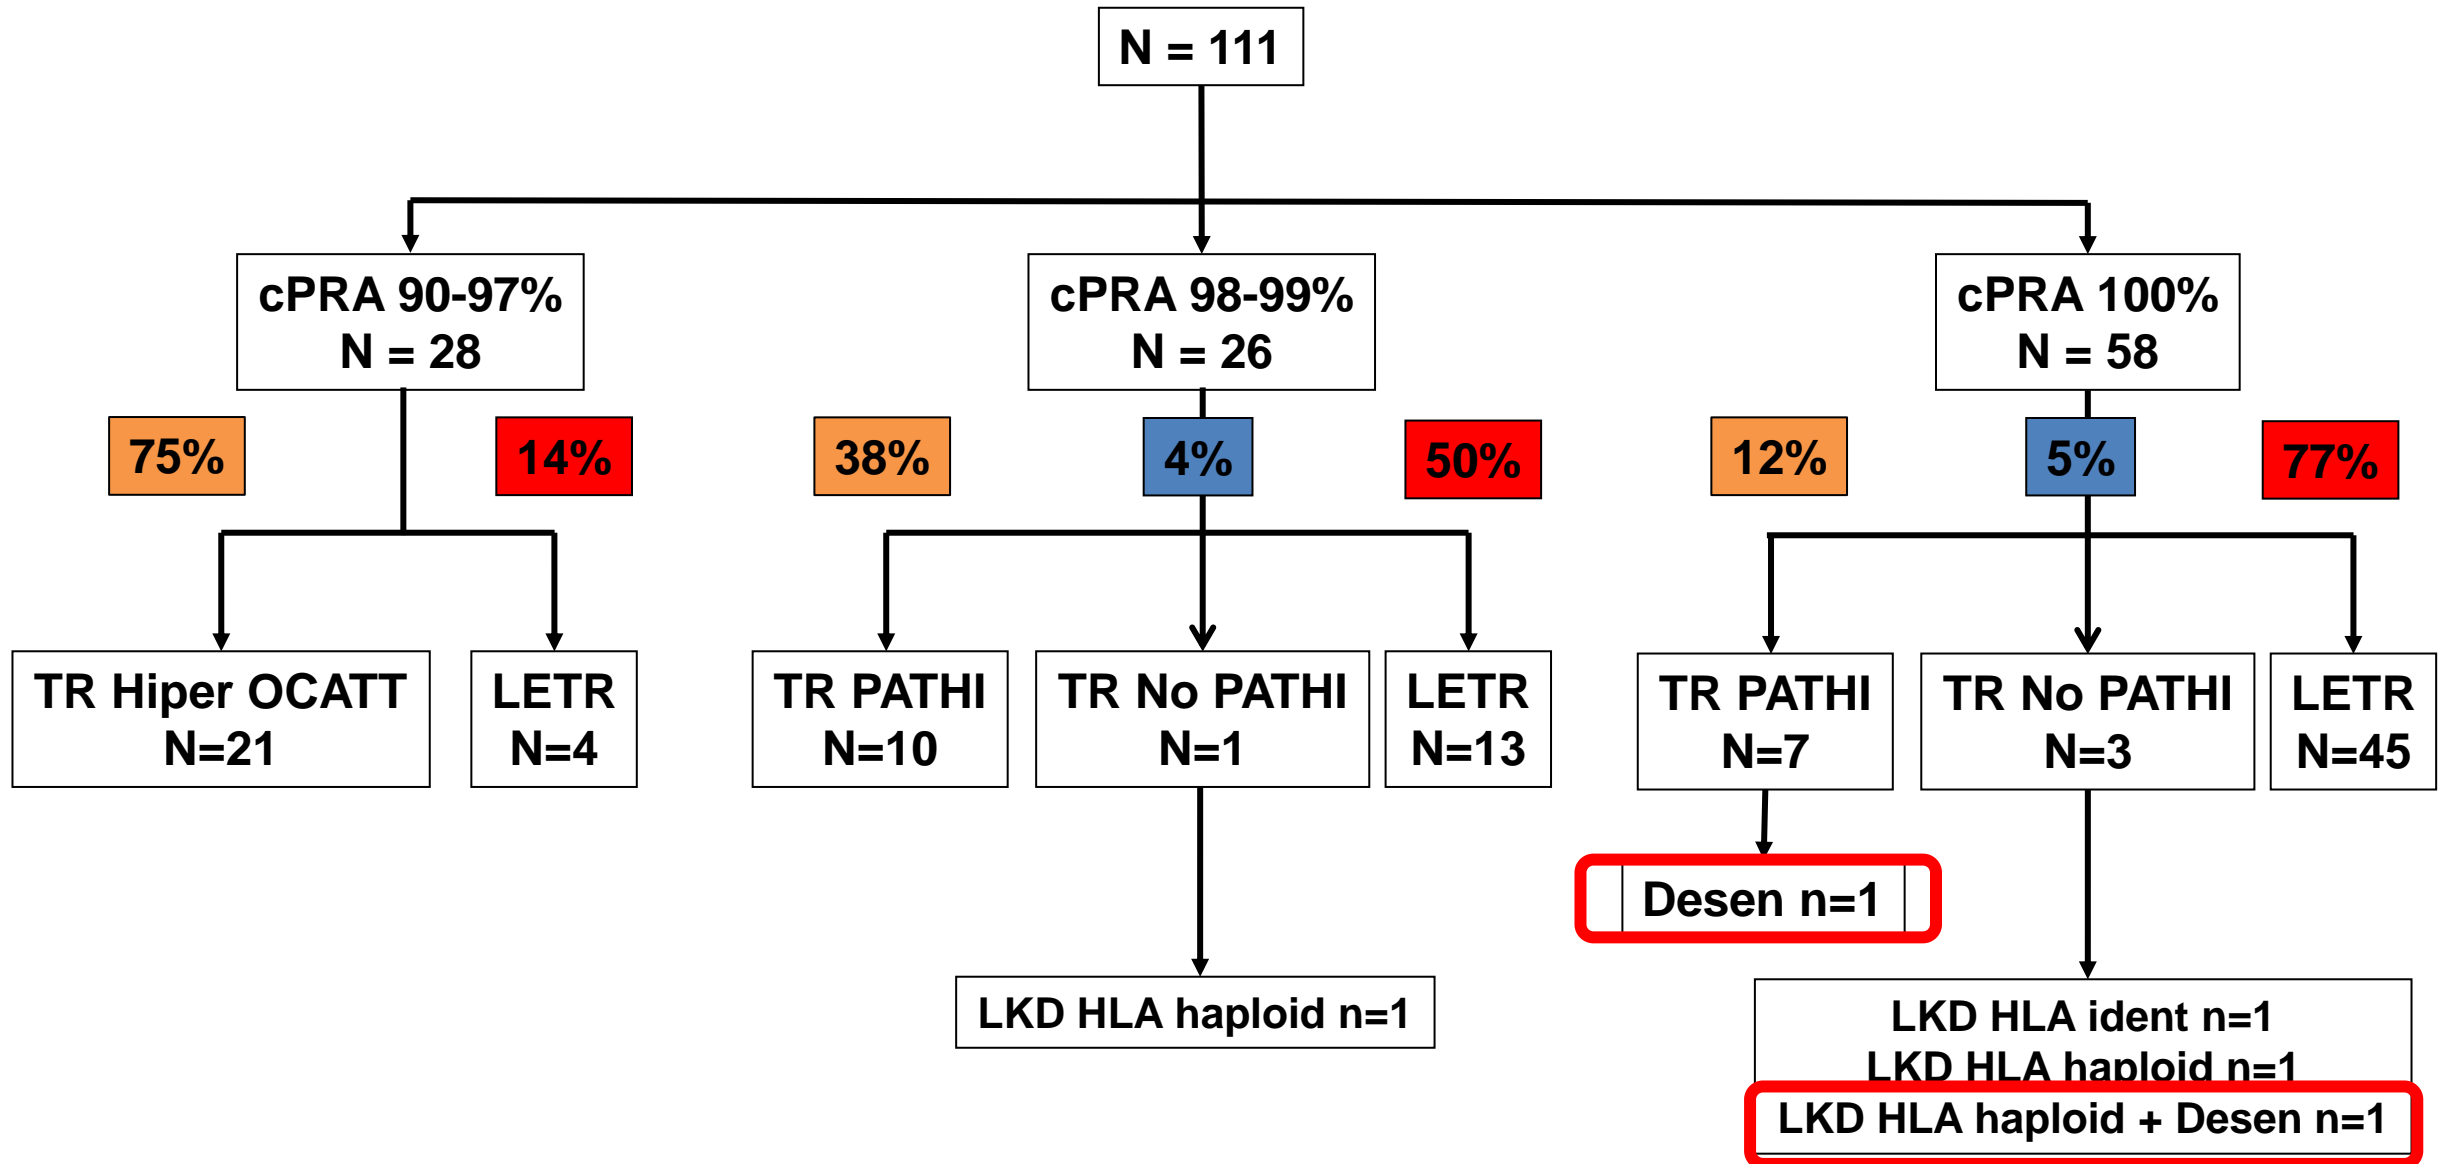 N = 111
cPRA 90-97%
N = 28
cPRA 98-99%
N = 26
cPRA 100%
N = 58
75%
14%
38%
4%
50%
12%
5%
77%
TR Hiper OCATT
N=21
LETR
N=4
TR PATHI
N=10
TR No PATHI
N=1
LETR
N=13
TR PATHI
N=7
TR No PATHI
N=3
LETR
N=45
Desen n=1
LKD HLA haploid n=1
LKD HLA ident n=1
LKD HLA haploid n=1
LKD HLA haploid + Desen n=1